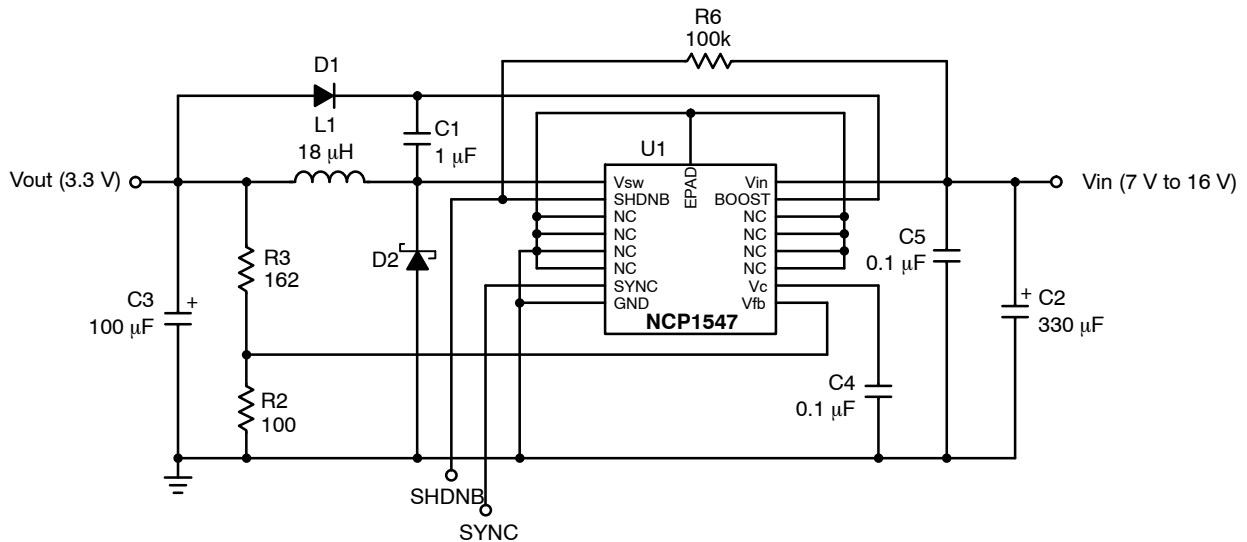 R6
100k
D1
L1
18 μH
C1
1 μF
U1
Vout (3.3 V)
Vin (7 V to 16 V)
Vsw
SHDNB
NC
NC
NC
NC
SYNC
GND
EPAD
Vin
BOOST
NC
NC
NC
NC
Vc
Vfb
NCP1547
R3
162
D2
C5
0.1 μF
C3
+
100 μF
+
C2
330 μF
R2
100
C4
0.1 μF
SHDNB
SYNC